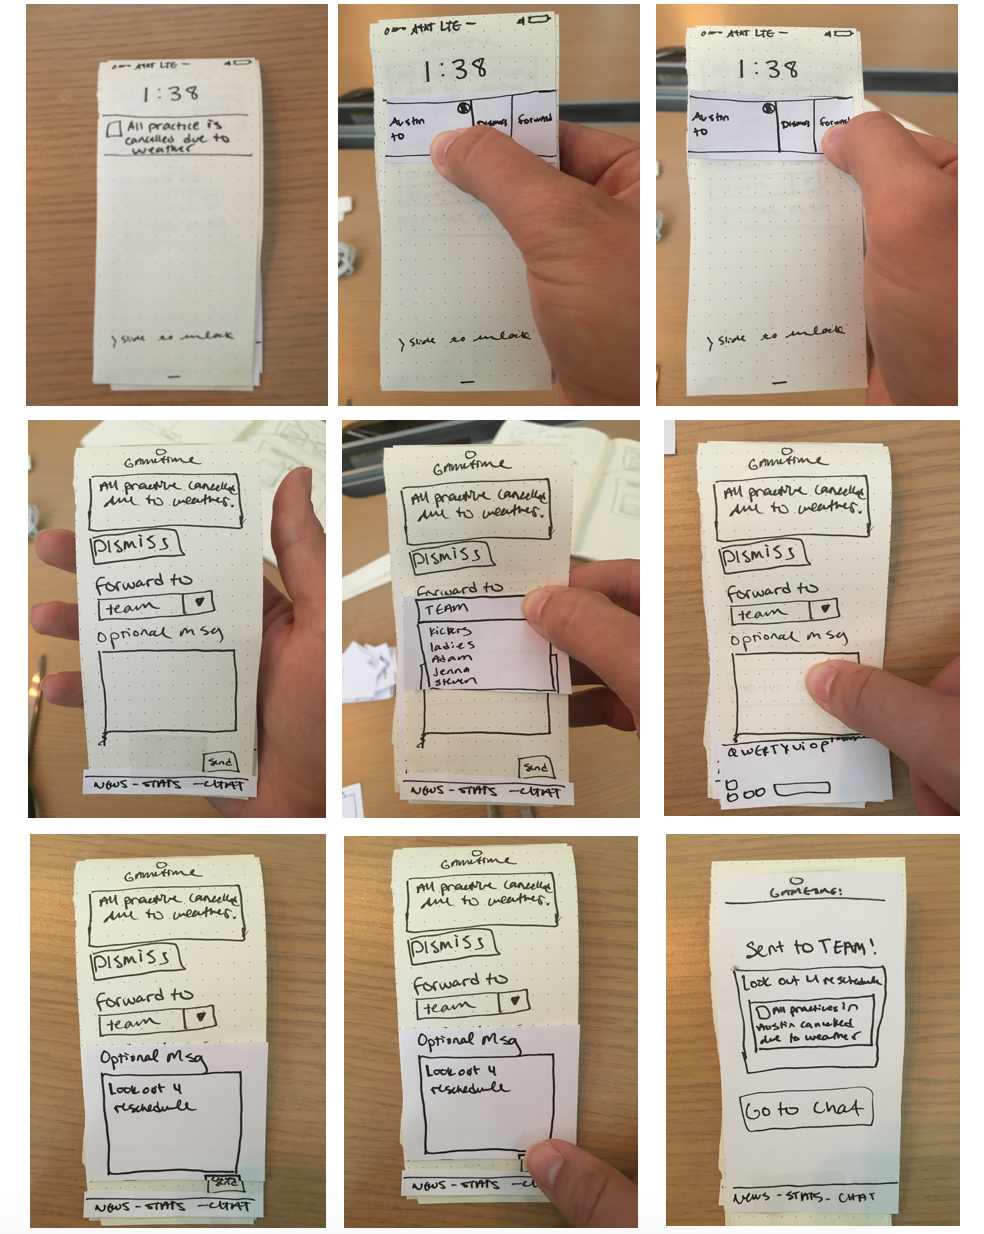 AT&T LTE
1:38
All practice is
cancelled due to
weather
> slide to unlock
AT&T LTE
1:38
Austin
to
Dismiss
forward
> slide to unlock
AT&T LTE
1:38
Austin
to
Dismiss
forwa
> slide to unlock
Gametime
All practice cancelled
due to weather.
DISMISS
Forward to
team
optional msg
Send
NEWS - STATS - CHAT
Gametime
All practice cancelled
due to weather.
DISMISS
Forward to
TEAM
kickers
ladies
Adam
Jenna
Steven
Send
NEWS - STATS - CHAT
Gametime
All practice cancelled
due to weather.
DISMISS
Forward to
team
optional msg
QWERTYUIOP
Gametime
All practice cancelled
due to weather.
DISMISS
Forward to
team
Optional Msg
Look out 4
reschedule
Send
NEWS - STATS - CHAT
Gametime
All practice cancelled
due to weather.
DISMISS
Forward to
team
Optional Msg
Look out 4
reschedule
NEWS - STATS - CHAT
GAMETIME!
Sent to TEAM!
Look out 4 reschedule
All practices in
Austin cancelled
due to weather
Go to Chat
NEWS - STATS - CHAT